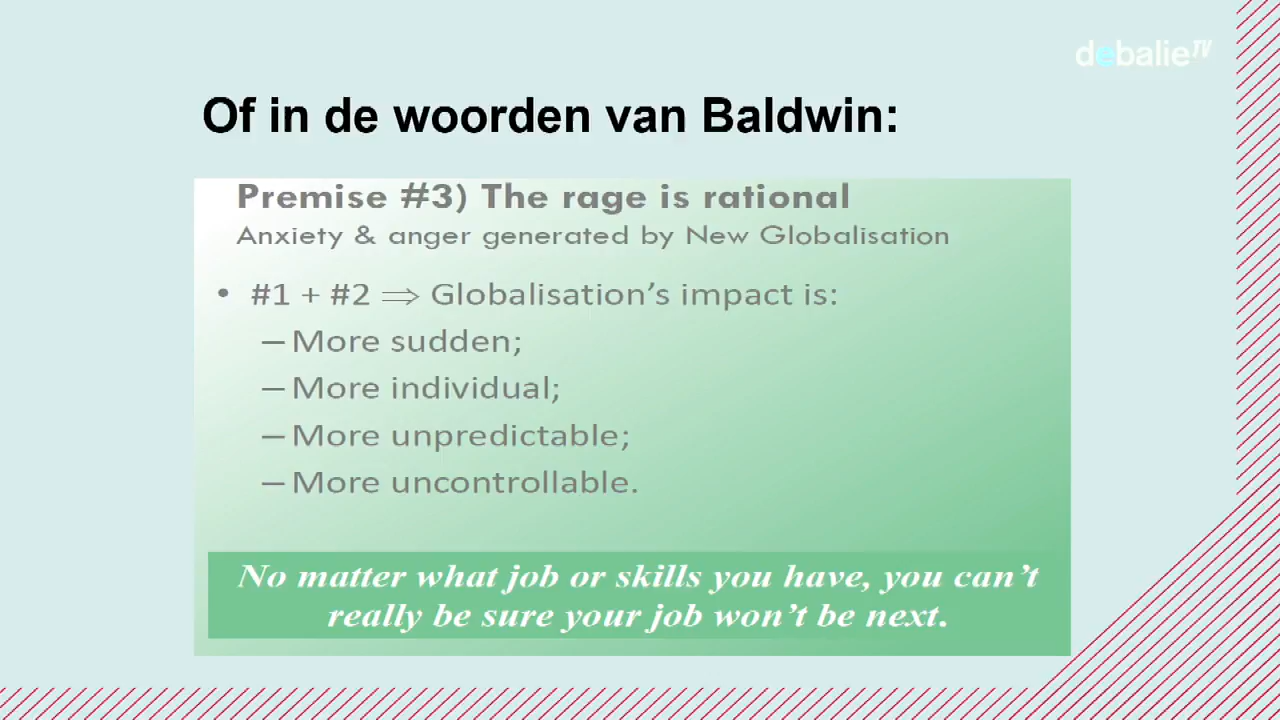 debalieTV
Of in de woorden van Baldwin:
Premise #3) The rage is rational
Anxiety & anger generated by New Globalisation
• #1 + #2 ⟹ Globalisation’s impact is:
– More sudden;
– More individual;
– More unpredictable;
– More uncontrollable.
No matter what job or skills you have, you can’t
really be sure your job won’t be next.